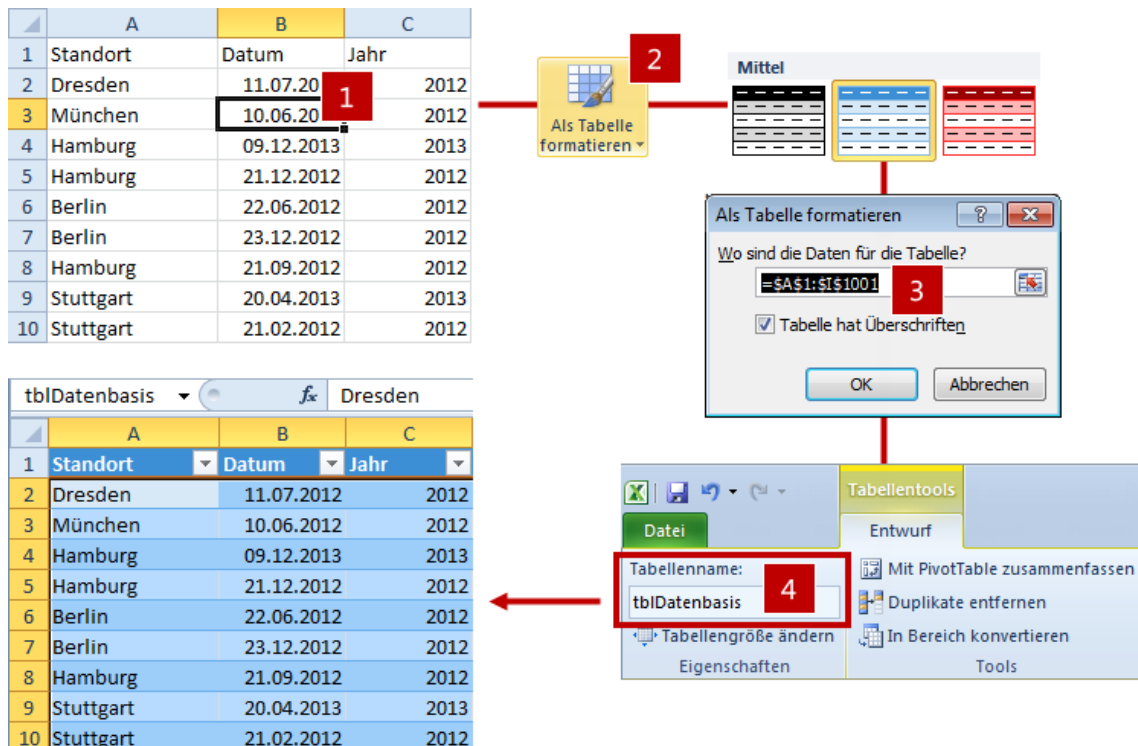 A B C
1 Standort Datum Jahr
2 Dresden 11.07.20 2012
3 München 10.06.20 2012
4 Hamburg 09.12.2013 2013
5 Hamburg 21.12.2012 2012
6 Berlin 22.06.2012 2012
7 Berlin 23.12.2012 2012
8 Hamburg 21.09.2012 2012
9 Stuttgart 20.04.2013 2013
10 Stuttgart 21.02.2012 2012
1
2
Als Tabelle
formatieren
Mittel
Als Tabelle formatieren ?
Wo sind die Daten für die Tabelle?
=$A$1:$I$1001
3
Tabelle hat Überschriften
OK Abbrechen
Tabellentools
Datei Entwurf
Tabellenname:
tblDatenbasis
4
Tabellengröße ändern
Eigenschaften
Mit PivotTable zusammenfassen
Duplikate entfernen
In Bereich konvertieren
Tools
tblDatenbasis fx Dresden
A B C
1 Standort Datum Jahr
2 Dresden 11.07.2012 2012
3 München 10.06.2012 2012
4 Hamburg 09.12.2013 2013
5 Hamburg 21.12.2012 2012
6 Berlin 22.06.2012 2012
7 Berlin 23.12.2012 2012
8 Hamburg 21.09.2012 2012
9 Stuttgart 20.04.2013 2013
10 Stuttgart 21.02.2012 2012